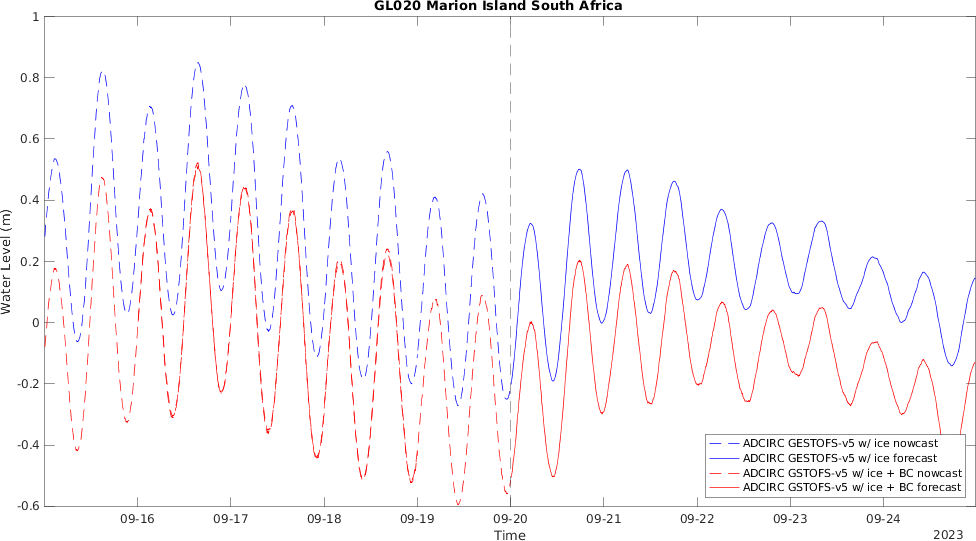 GL020 Marion Island South Africa
1
0.8
0.6
0.4
0.2
0
-0.2
-0.4
-0.6
Water Level (m)
09-16 09-17 09-18 09-19 09-20 09-21 09-22 09-23 09-24
Time
2023
ADCIRC GESTOFS-v5 w/ ice nowcast
ADCIRC GESTOFS-v5 w/ ice forecast
ADCIRC GSTOFS-v5 w/ ice + BC nowcast
ADCIRC GSTOFS-v5 w/ ice + BC forecast